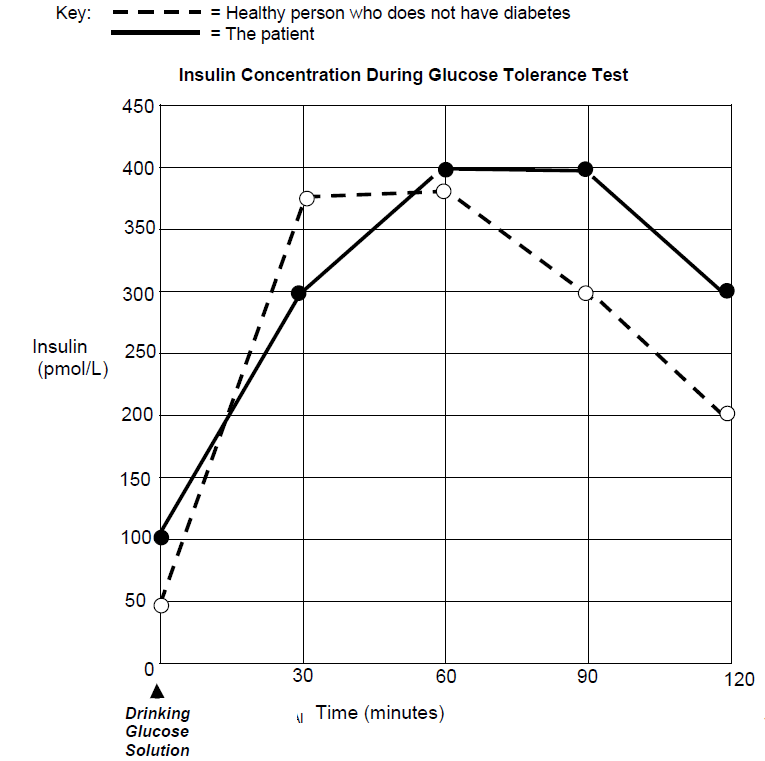 Key: = Healthy person who does not have diabetes
= The patient
Insulin Concentration During Glucose Tolerance Test
450
400
350
300
Insulin
(pmol/L)
250
200
150
100
50
0
30
60
90
120
Drinking
Glucose
Solution
Time (minutes)